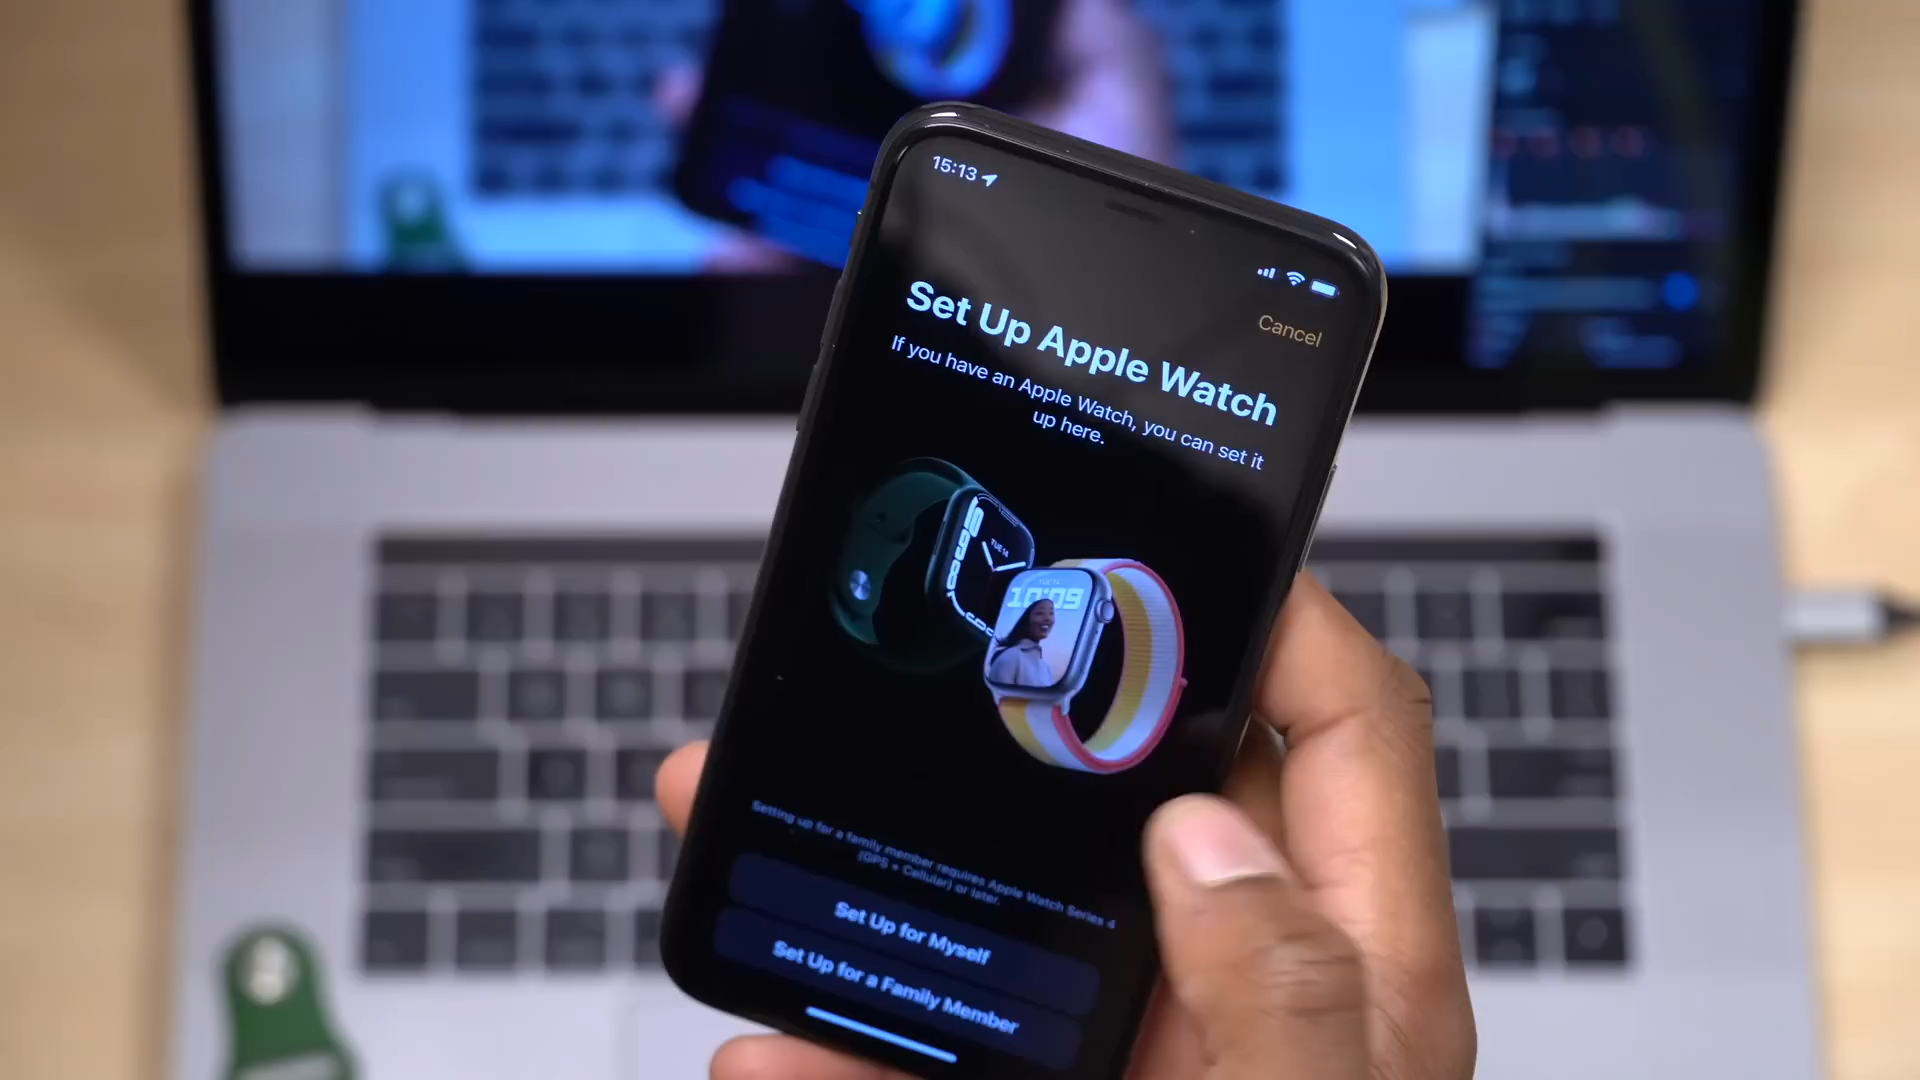 15:13
Cancel
Set Up Apple Watch
If you have an Apple Watch, you can set it
up here.
TUE 14
10:09
Setting up for a family member requires Apple Watch Series 4
(GPS + Cellular) or later.
Set Up for Myself
Set Up for a Family Member